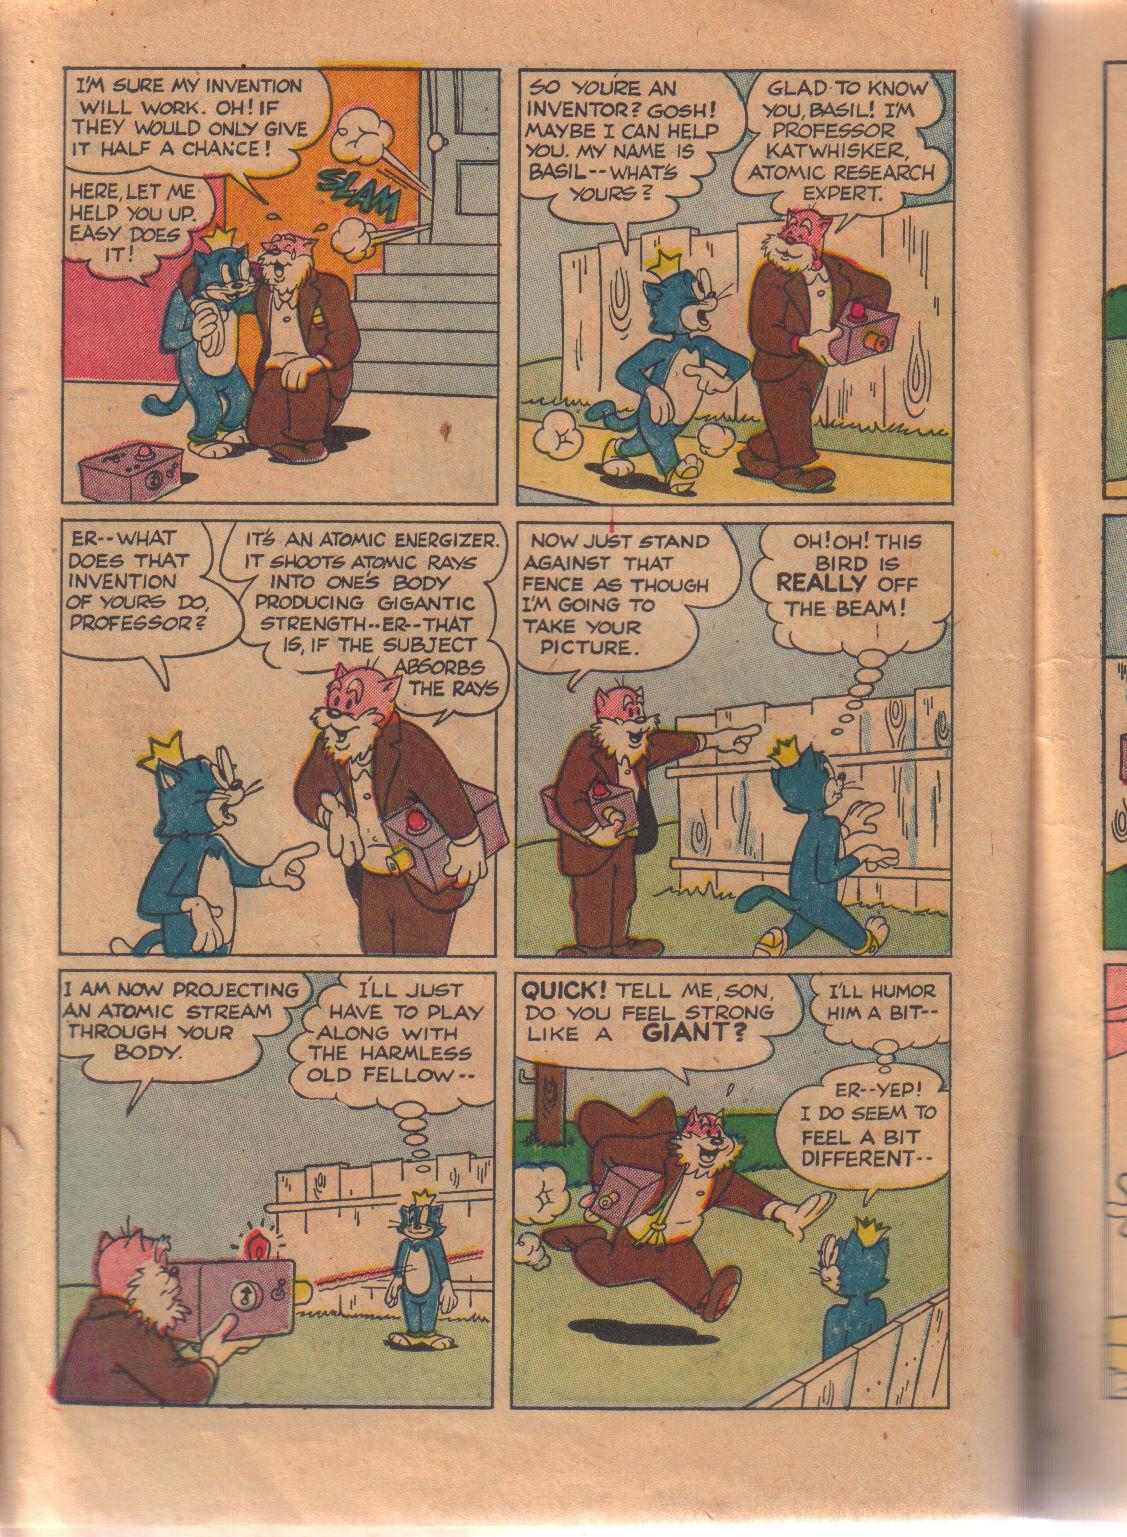 I'M SURE MY INVENTION
WILL WORK. OH! IF
THEY WOULD ONLY GIVE
IT HALF A CHANCE!
HERE, LET ME
HELP YOU UP.
EASY DOES
IT!
SLAM
SO YOU'RE AN
INVENTOR? GOSH!
MAYBE I CAN HELP
YOU. MY NAME IS
BASIL--WHAT'S
YOURS?
GLAD TO KNOW
YOU, BASIL! I'M
PROFESSOR
KATWHISKER,
ATOMIC RESEARCH
EXPERT.
ER--WHAT
DOES THAT
INVENTION
OF YOURS DO,
PROFESSOR?
IT'S AN ATOMIC ENERGIZER.
IT SHOOTS ATOMIC RAYS
INTO ONE'S BODY
PRODUCING GIGANTIC
STRENGTH--ER--THAT
IS, IF THE SUBJECT
ABSORBS
THE RAYS
NOW JUST STAND
AGAINST THAT
FENCE AS THOUGH
I'M GOING TO
TAKE YOUR
PICTURE.
OH! OH! THIS
BIRD IS
REALLY OFF
THE BEAM!
I AM NOW PROJECTING
AN ATOMIC STREAM
THROUGH YOUR
BODY.
I'LL JUST
HAVE TO PLAY
ALONG WITH
THE HARMLESS
OLD FELLOW--
QUICK! TELL ME, SON,
DO YOU FEEL STRONG
LIKE A GIANT?
I'LL HUMOR
HIM A BIT--
ER--YEP!
I DO SEEM TO
FEEL A BIT
DIFFERENT--